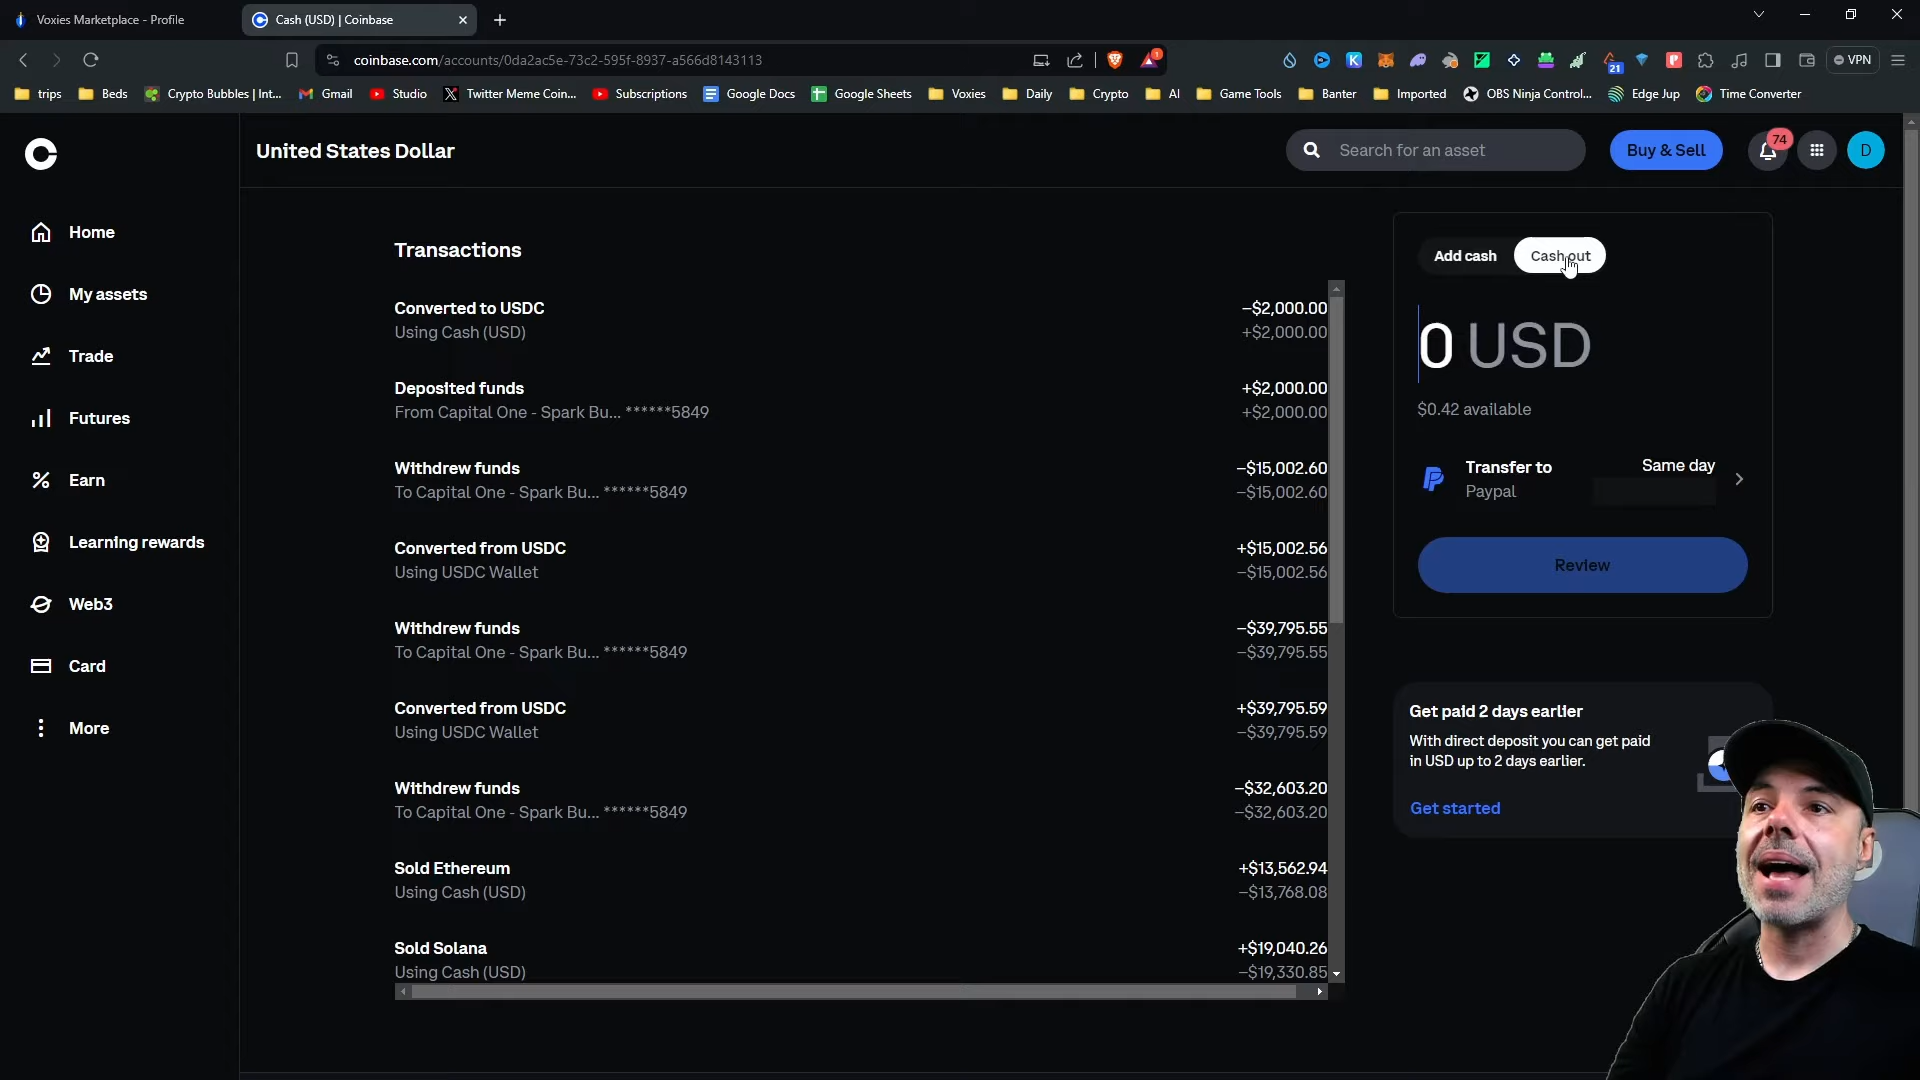 Voxies Marketplace - Profile
Cash (USD) | Coinbase
coinbase.com/accounts/0da2ac5e-73c2-595f-8937-a566d8143113
1
21
VPN
trips
Beds
Crypto Bubbles | Int...
Gmail
Studio
Twitter Meme Coin...
Subscriptions
Google Docs
Google Sheets
Voxies
Daily
Crypto
AI
Game Tools
Banter
Imported
OBS Ninja Control...
Edge Jup
Time Converter
United States Dollar
Search for an asset
Buy & Sell
74
D
Home
My assets
Trade
Futures
Earn
Learning rewards
Web3
Card
More
Transactions
Converted to USDC
−$2,000.00
Using Cash (USD)
+$2,000.00
Deposited funds
+$2,000.00
From Capital One - Spark Bu... ******5849
+$2,000.00
Withdrew funds
−$15,002.60
To Capital One - Spark Bu... ******5849
−$15,002.60
Converted from USDC
+$15,002.56
Using USDC Wallet
−$15,002.56
Withdrew funds
−$39,795.55
To Capital One - Spark Bu... ******5849
−$39,795.55
Converted from USDC
+$39,795.59
Using USDC Wallet
−$39,795.59
Withdrew funds
−$32,603.20
To Capital One - Spark Bu... ******5849
−$32,603.20
Sold Ethereum
+$13,562.94
Using Cash (USD)
−$13,768.08
Sold Solana
+$19,040.26
Using Cash (USD)
−$19,330.85
Add cash
Cash out
0 USD
$0.42 available
Transfer to
Same day
Paypal
Review
Get paid 2 days earlier
With direct deposit you can get paid
in USD up to 2 days earlier.
Get started